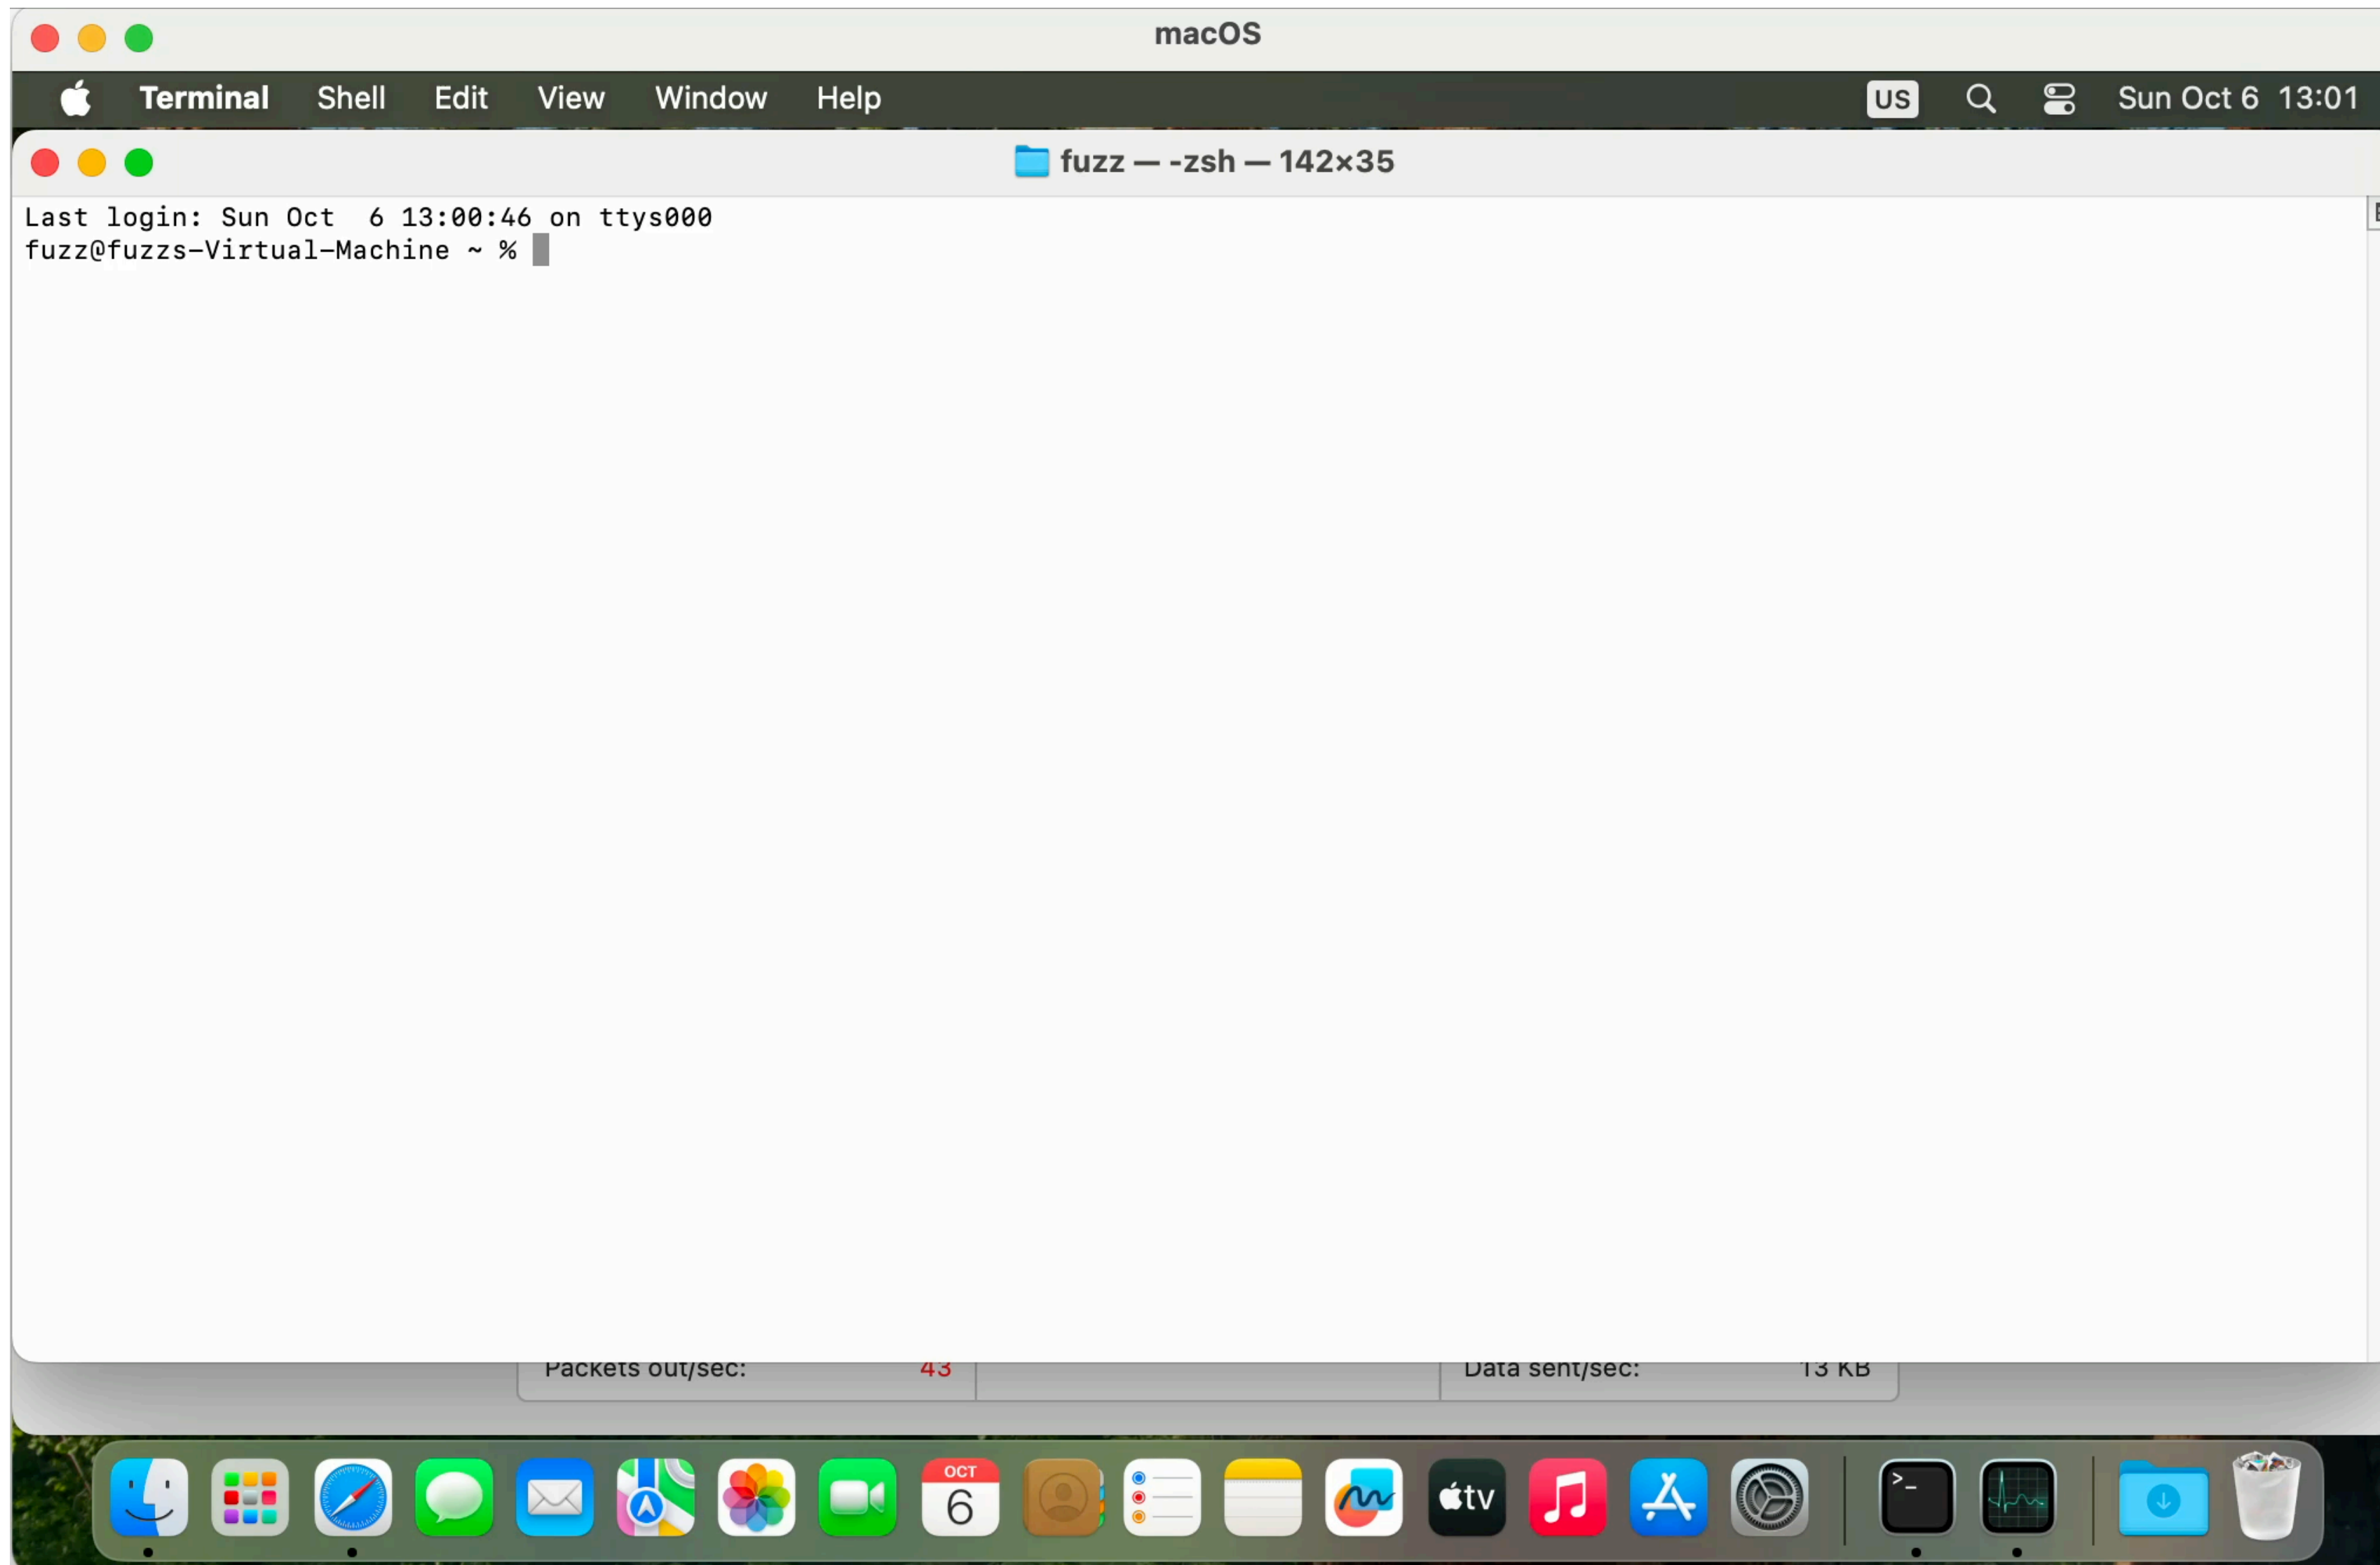 macOS
Terminal Shell Edit View Window Help US Sun Oct 6 13:01
fuzz — -zsh — 142×35
Last login: Sun Oct  6 13:00:46 on ttys000
fuzz@fuzzs-Virtual-Machine ~ %
Packets out/sec: 43 Data sent/sec: 13 KB
OCT
6
tv
>_